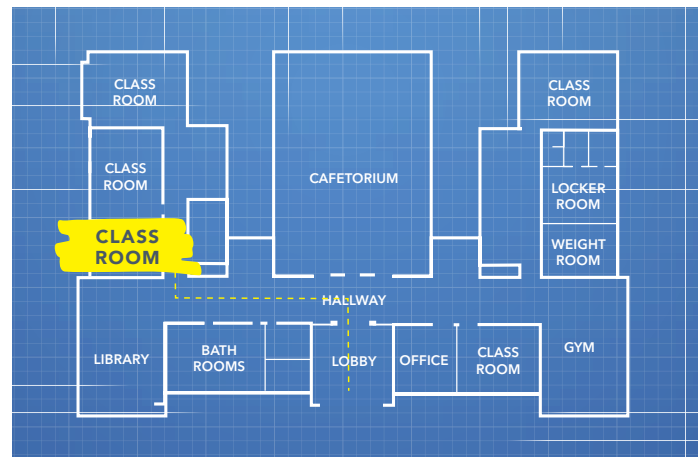 CLASS
ROOM
CLASS
ROOM
CAFETORIUM
CLASS
ROOM
CLASS
ROOM
LOCKER
ROOM
WEIGHT
ROOM
HALLWAY
LIBRARY
BATH
ROOMS
LOBBY
OFFICE
CLASS
ROOM
GYM